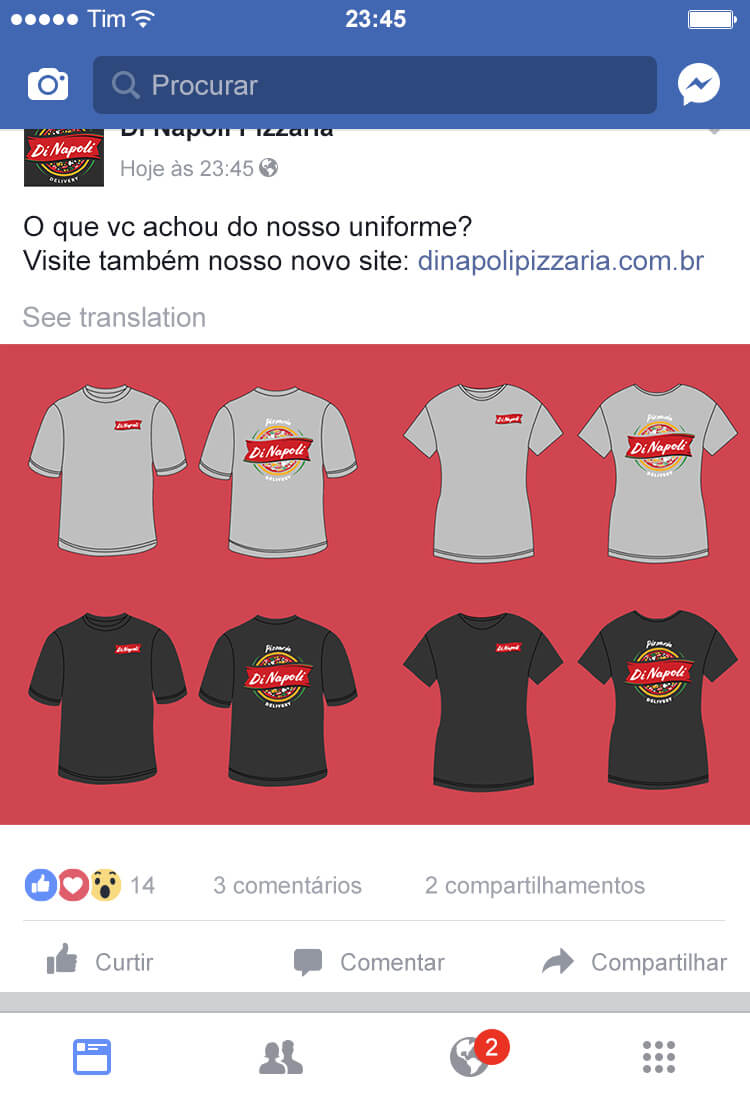 Tim 23:45
Procurar
Di Napoli Pizzaria
Di Napoli
DELIVERY
Hoje às 23:45
O que vc achou do nosso uniforme?
Visite também nosso novo site: dinapolipizzaria.com.br
See translation
Di Napoli
Pizzaria
Di Napoli
DELIVERY
Di Napoli
Pizzaria
Di Napoli
DELIVERY
Di Napoli
Pizzaria
Di Napoli
DELIVERY
Di Napoli
Pizzaria
Di Napoli
DELIVERY
14 3 comentários 2 compartilhamentos
Curtir Comentar Compartilhar
2